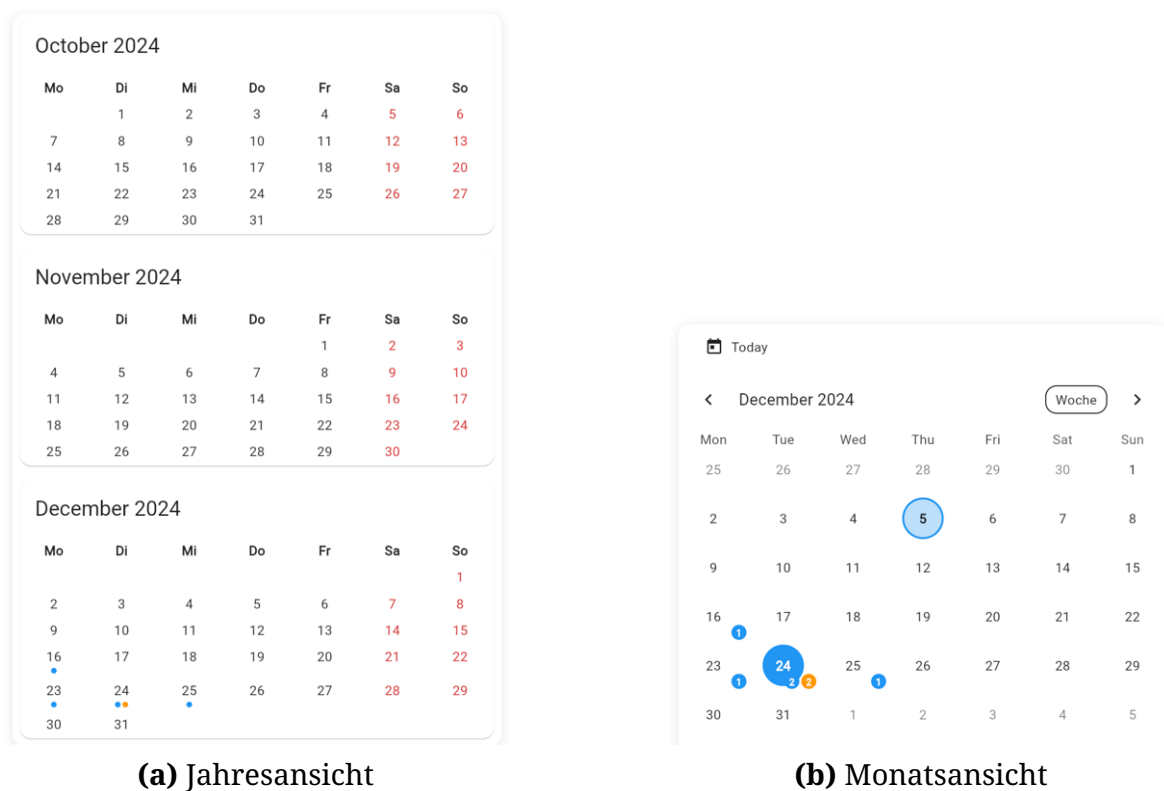 October 2024
Mo Di Mi Do Fr Sa So
1 2 3 4 5 6
7 8 9 10 11 12 13
14 15 16 17 18 19 20
21 22 23 24 25 26 27
28 29 30 31
November 2024
Mo Di Mi Do Fr Sa So
1 2 3
4 5 6 7 8 9 10
11 12 13 14 15 16 17
18 19 20 21 22 23 24
25 26 27 28 29 30
December 2024
Mo Di Mi Do Fr Sa So
1
2 3 4 5 6 7 8
9 10 11 12 13 14 15
16 17 18 19 20 21 22
23 24 25 26 27 28 29
30 31
(a) Jahresansicht
Today
December 2024 Woche
Mon Tue Wed Thu Fri Sat Sun
25 26 27 28 29 30 1
2 3 4 5 6 7 8
9 10 11 12 13 14 15
16 17 18 19 20 21 22
1
23 24 25 26 27 28 29
1 2 2 1
30 31 1 2 3 4 5
(b) Monatsansicht